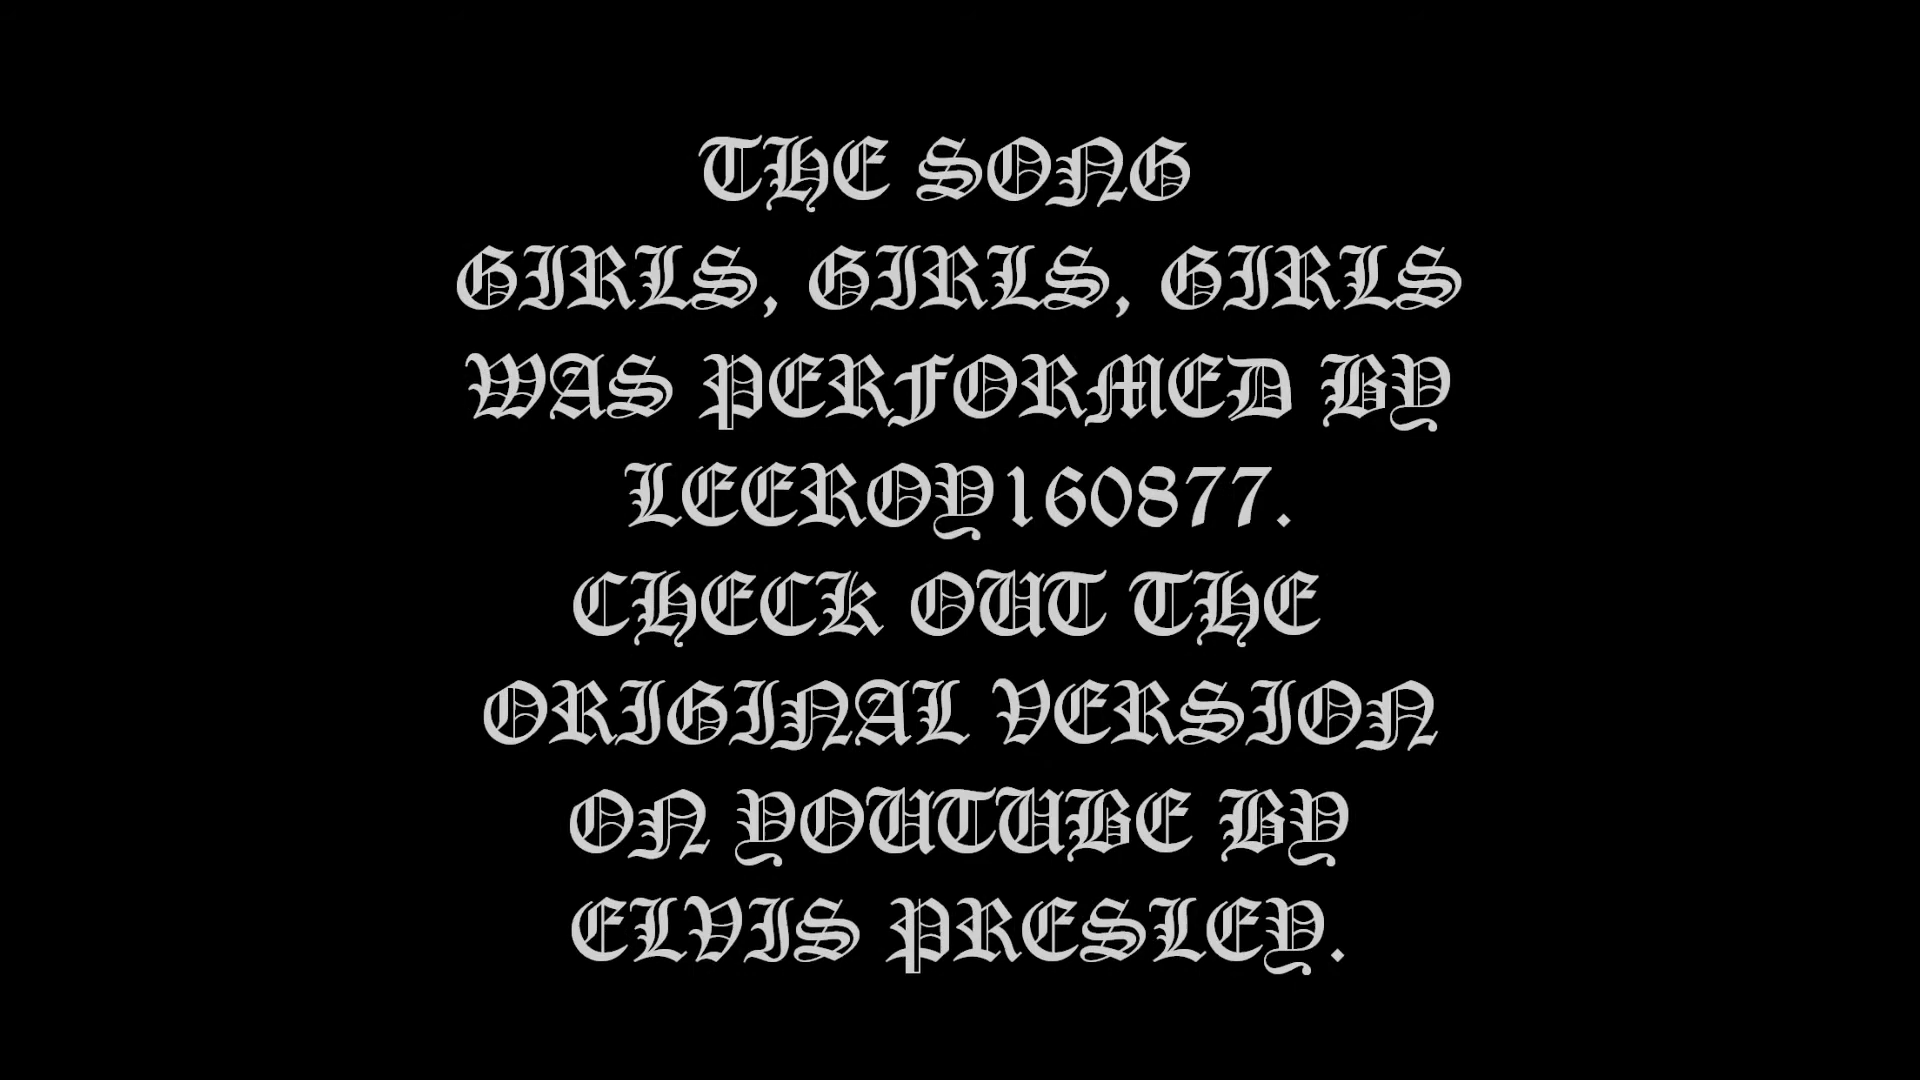 THE SONG
GIRLS, GIRLS, GIRLS
WAS PERFORMED BY
LEEROY160877.
CHECK OUT THE
ORIGINAL VERSION
ON YOUTUBE BY
ELVIS PRESLEY.